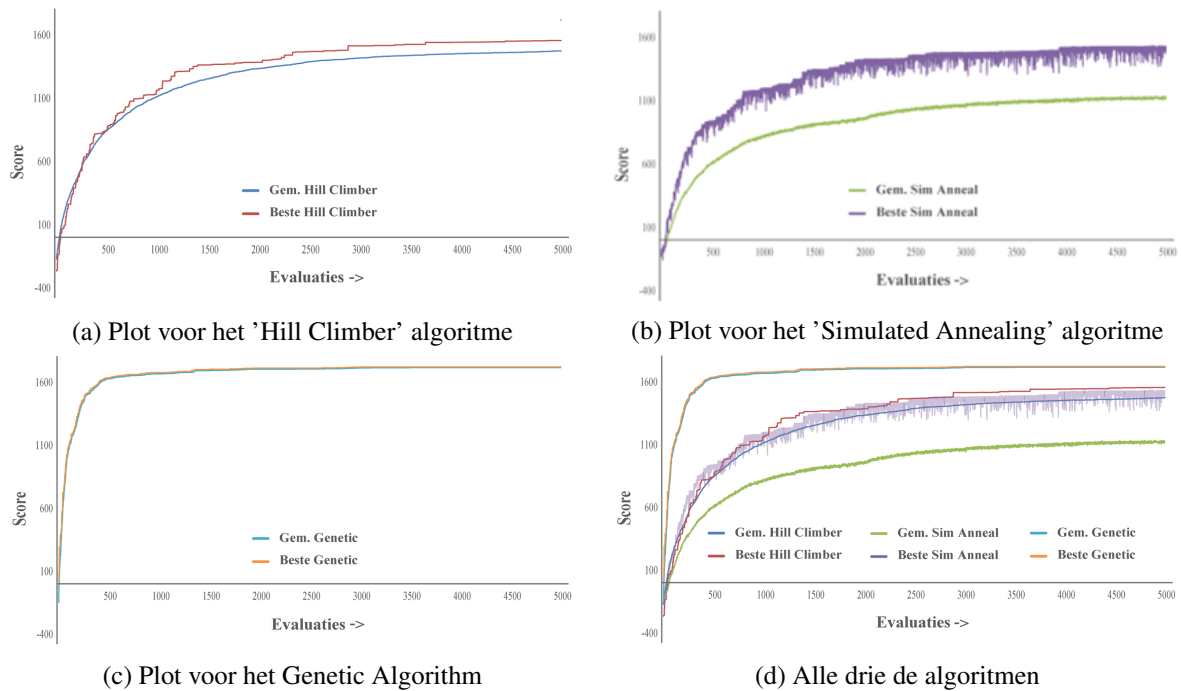 1600
1100
600
100
-400
Score
500 1000 1500 2000 2500 3000 3500 4000 4500 5000
Gem. Hill Climber
Beste Hill Climber
Evaluaties ->
(a) Plot voor het ’Hill Climber’ algoritme
1600
1100
600
100
-400
Score
500 1000 1500 2000 2500 3000 3500 4000 4500 5000
Gem. Sim Anneal
Beste Sim Anneal
Evaluaties ->
(b) Plot voor het ’Simulated Annealing’ algoritme
1600
1100
600
100
-400
Score
Gem. Genetic
Beste Genetic
500 1000 1500 2000 2500 3000 3500 4000 4500 5000
Evaluaties ->
(c) Plot voor het Genetic Algorithm
1600
1100
600
100
-400
Score
Gem. Hill Climber Gem. Sim Anneal Gem. Genetic
Beste Hill Climber Beste Sim Anneal Beste Genetic
500 1000 1500 2000 2500 3000 3500 4000 4500 5000
Evaluaties ->
(d) Alle drie de algoritmen